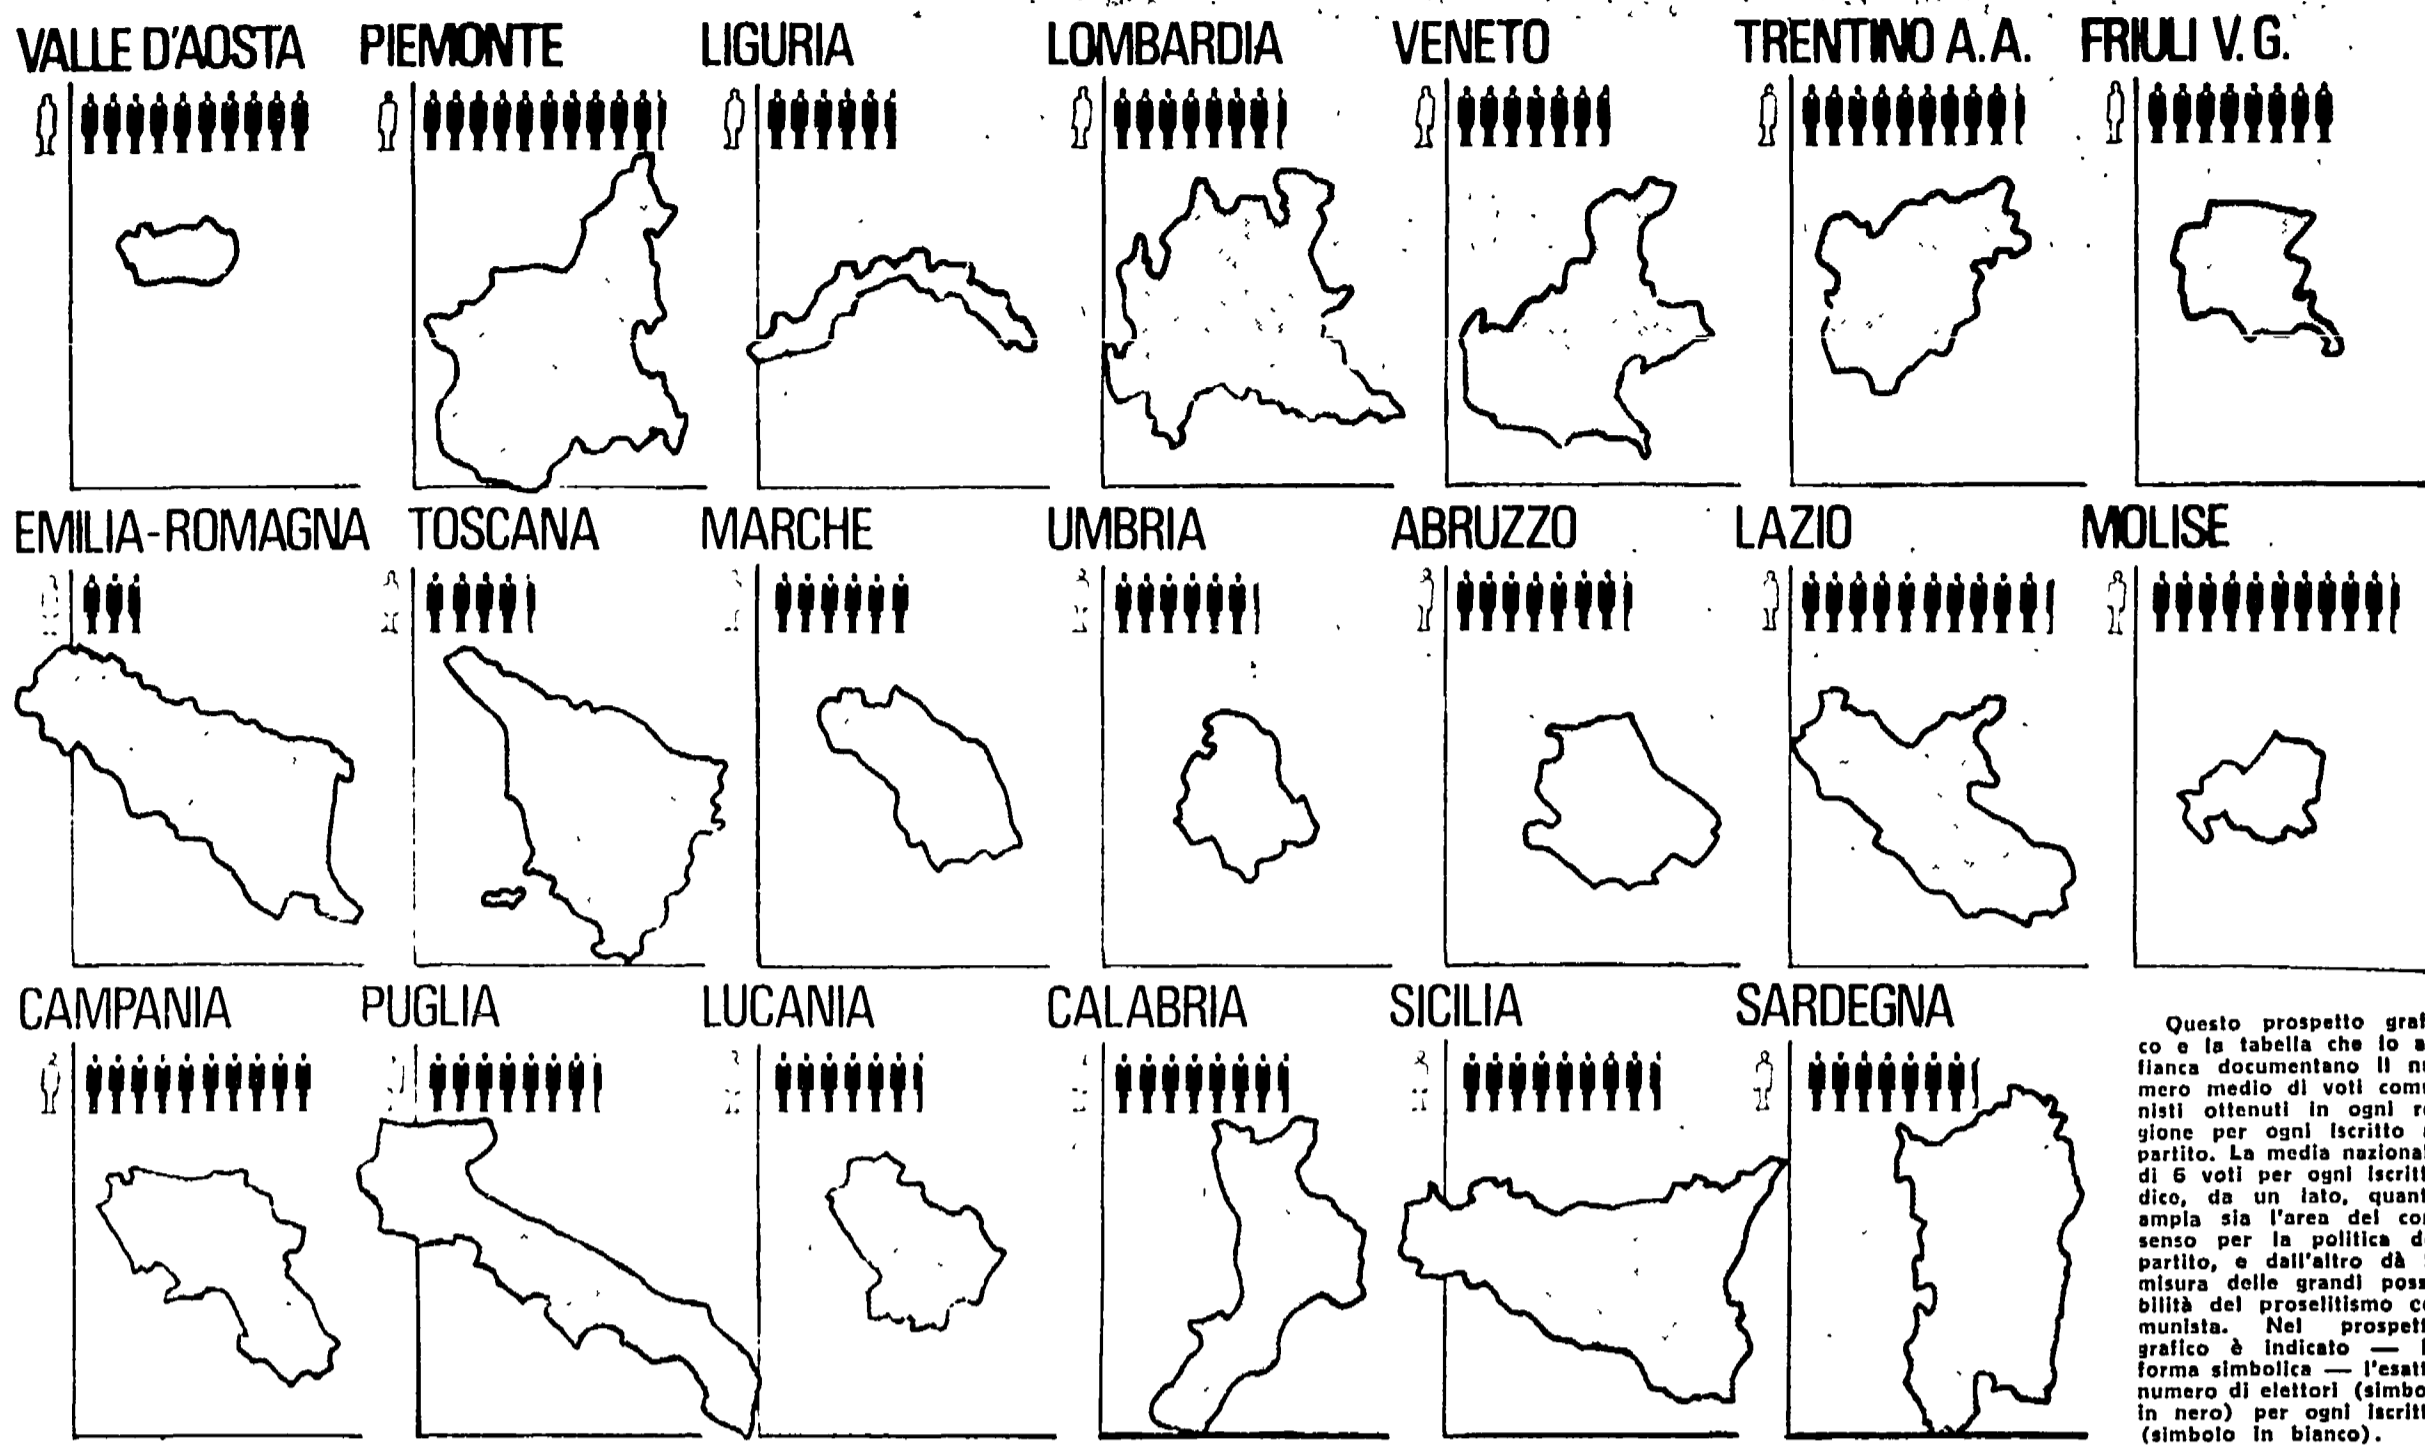 VALLE D'AOSTA PIEMONTE LIGURIA LOMBARDIA VENETO TRENTINO A.A. FRIULI V.G.
EMILIA-ROMAGNA TOSCANA MARCHE UMBRIA ABRUZZO LAZIO MOLISE
CAMPANIA PUGLIA LUCANIA CALABRIA SICILIA SARDEGNA
Questo prospetto graf
co e la tabella che lo a
fianca documentano il nu
mero medio di voti comu
nisti ottenuti in ogni re
gione per ogni iscritto
partito. La media nazional
di 6 voti per ogni iscritt
dice, da un lato, quant
ampia sia l'area del con
senso per la politica de
partito, e dall'altro dà
misura delle grandi poss
bilità del proselitismo co
munista. Nel prospett
grafico è indicato —
forma simbolica — l'esatt
numero di elettori (simbo
in nero) per ogni iscritt
(simbolo in bianco).